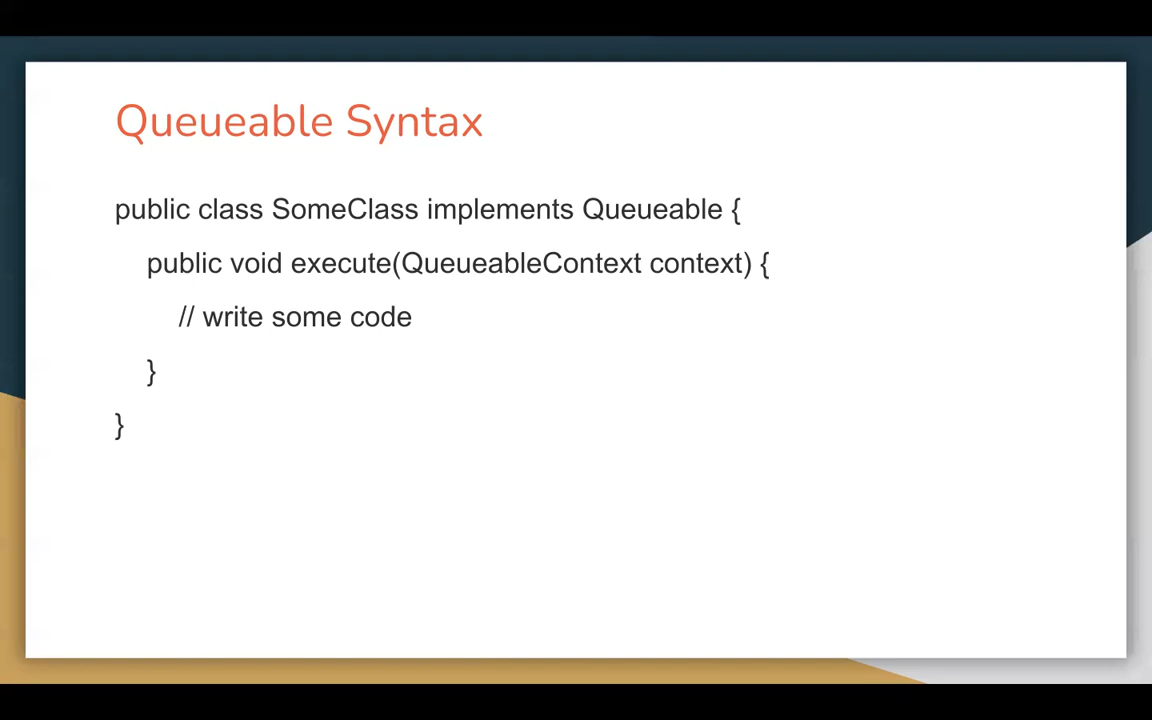 Queueable Syntax
public class SomeClass implements Queueable {
public void execute(QueueableContext context) {
// write some code
}
}